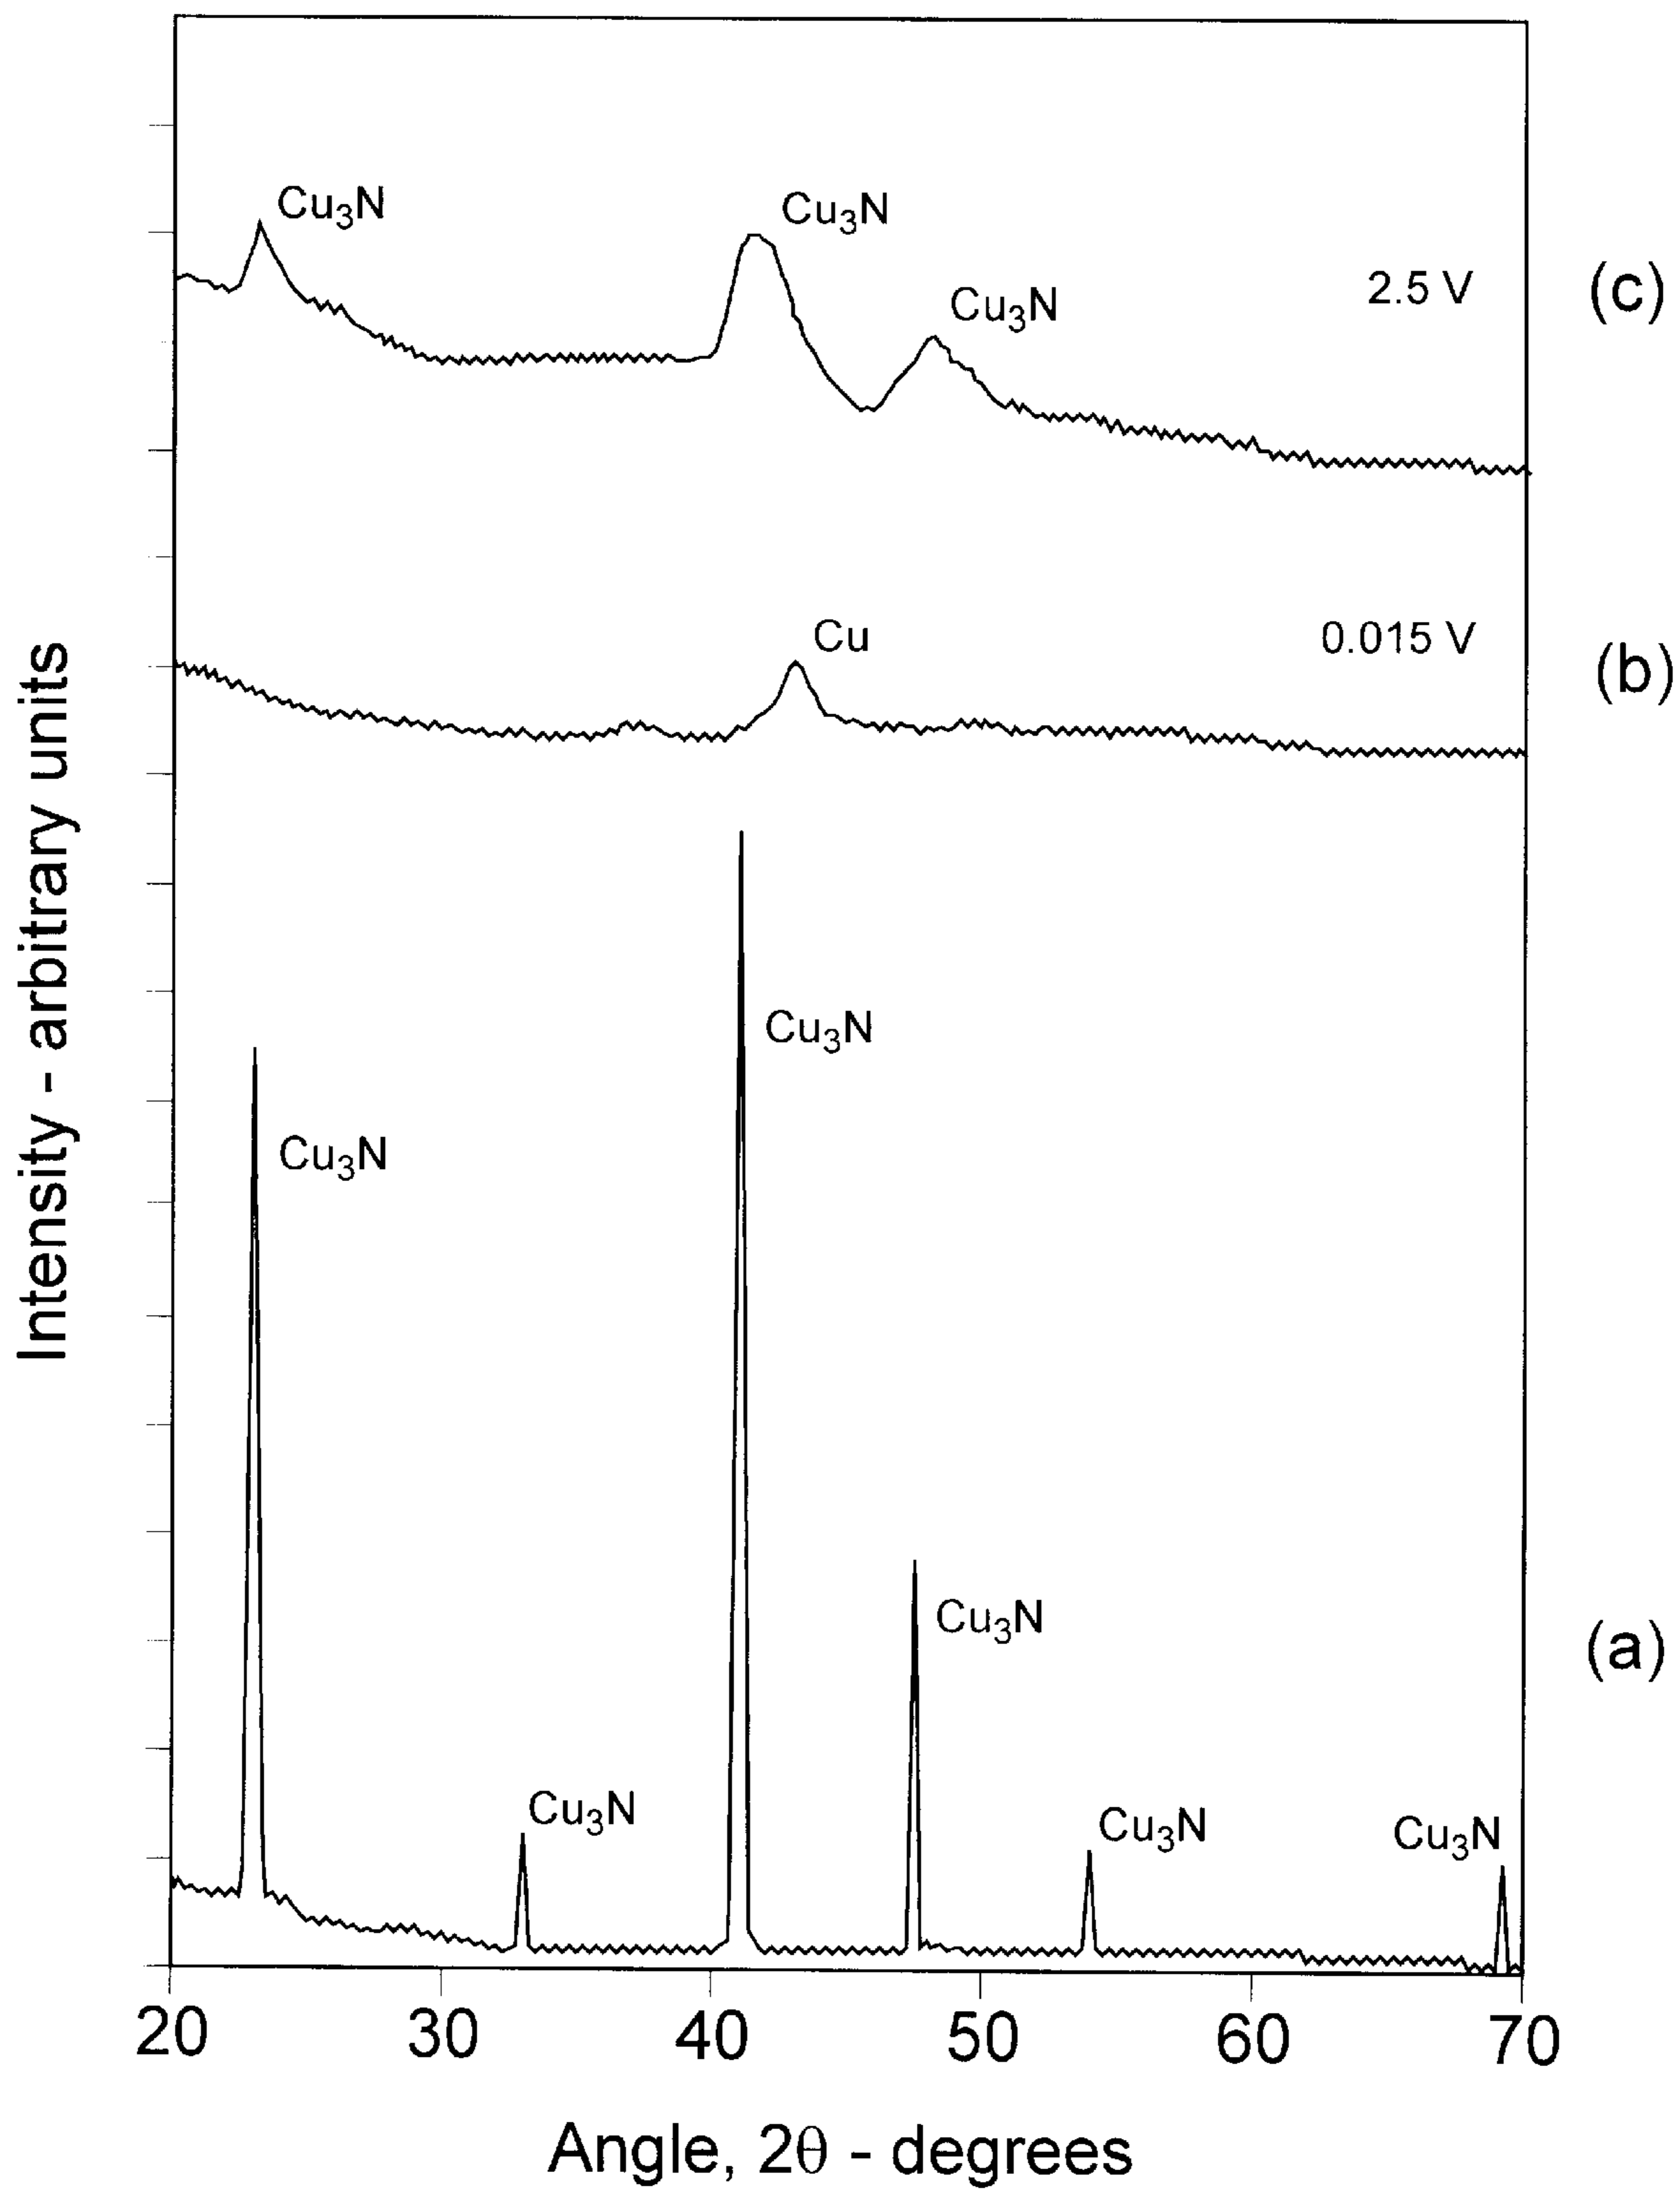 Cu₃N
Cu₃N
Cu₃N
2.5 V
(c)
Cu
0.015 V
(b)
Intensity - arbitrary units
Cu₃N
Cu₃N
Cu₃N
(a)
Cu₃N
Cu₃N
Cu₃N
20 30 40 50 60 70
Angle, 2θ - degrees